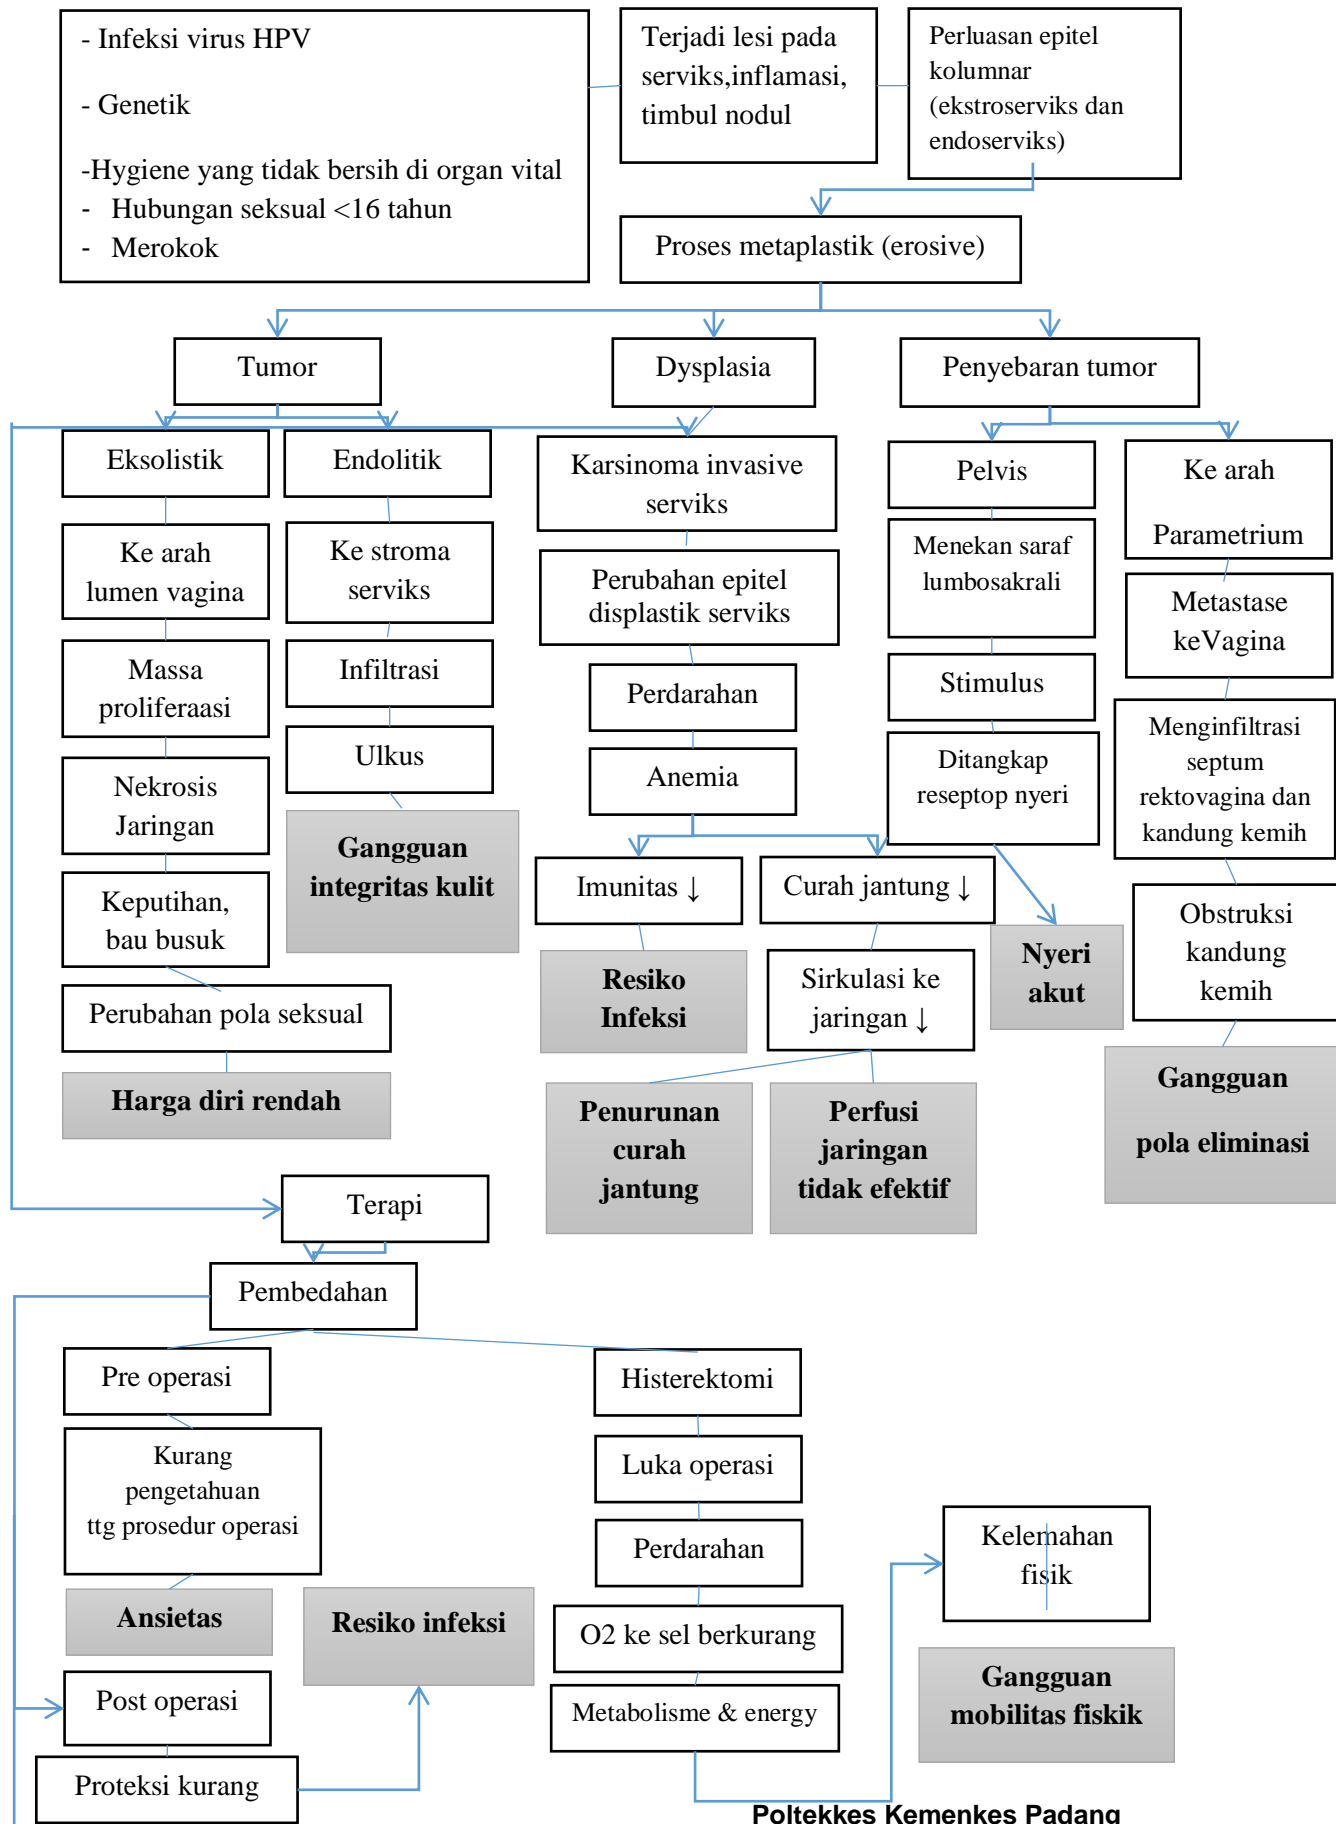 - Infeksi virus HPV
- Genetik
-Hygiene yang tidak bersih di organ vital
- Hubungan seksual <16 tahun
- Merokok
Terjadi lesi pada
serviks,inflamasi,
timbul nodul
Perluasan epitel
kolumnar
(ekstroserviks dan
endoserviks)
Proses metaplastik (erosive)
Tumor
Dysplasia
Penyebaran tumor
Eksolistik
Endolitik
Karsinoma invasive
serviks
Pelvis
Ke arah
Parametrium
Ke arah
lumen vagina
Ke stroma
serviks
Perubahan epitel
displastik serviks
Menekan saraf
lumbosakrali
Metastase
keVagina
Massa
proliferaasi
Infiltrasi
Perdarahan
Stimulus
Menginfiltrasi
septum
rektovagina dan
kandung kemih
Nekrosis
Jaringan
Ulkus
Anemia
Ditangkap
reseptop nyeri
Gangguan
integritas kulit
Imunitas ↓
Curah jantung ↓
Keputihan,
bau busuk
Obstruksi
kandung
kemih
Nyeri
akut
Resiko
Infeksi
Sirkulasi ke
jaringan ↓
Perubahan pola seksual
Harga diri rendah
Penurunan
curah
jantung
Perfusi
jaringan
tidak efektif
Gangguan
pola eliminasi
Terapi
Pembedahan
Pre operasi
Histerektomi
Kurang
pengetahuan
ttg prosedur operasi
Luka operasi
Perdarahan
Kelemahan
fisik
Ansietas
Resiko infeksi
O2 ke sel berkurang
Gangguan
mobilitas fiskik
Post operasi
Metabolisme & energy
Proteksi kurang
Poltekkes Kemenkes Padang